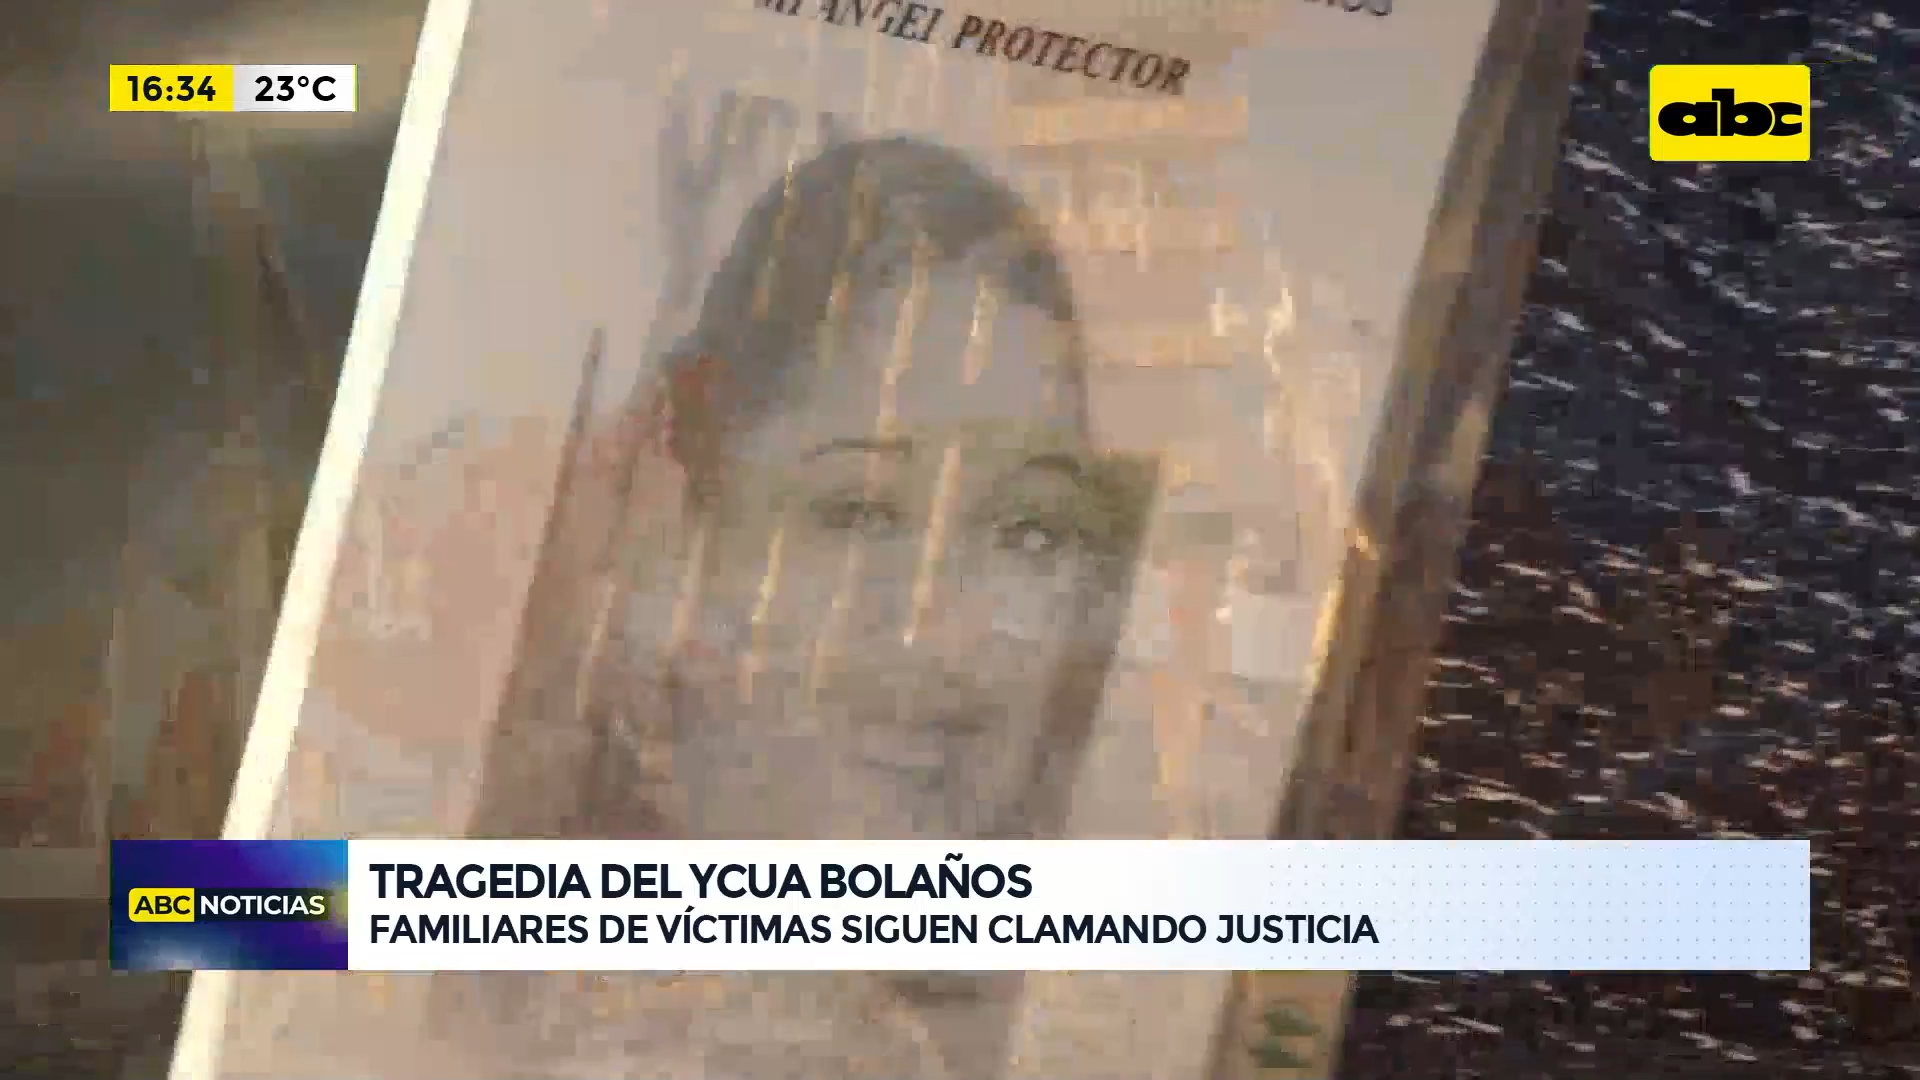 ANGEL PROTECTOR
16:34 23°C
abc
TRAGEDIA DEL YCUA BOLAÑOS
ABC NOTICIAS
FAMILIARES DE VÍCTIMAS SIGUEN CLAMANDO JUSTICIA